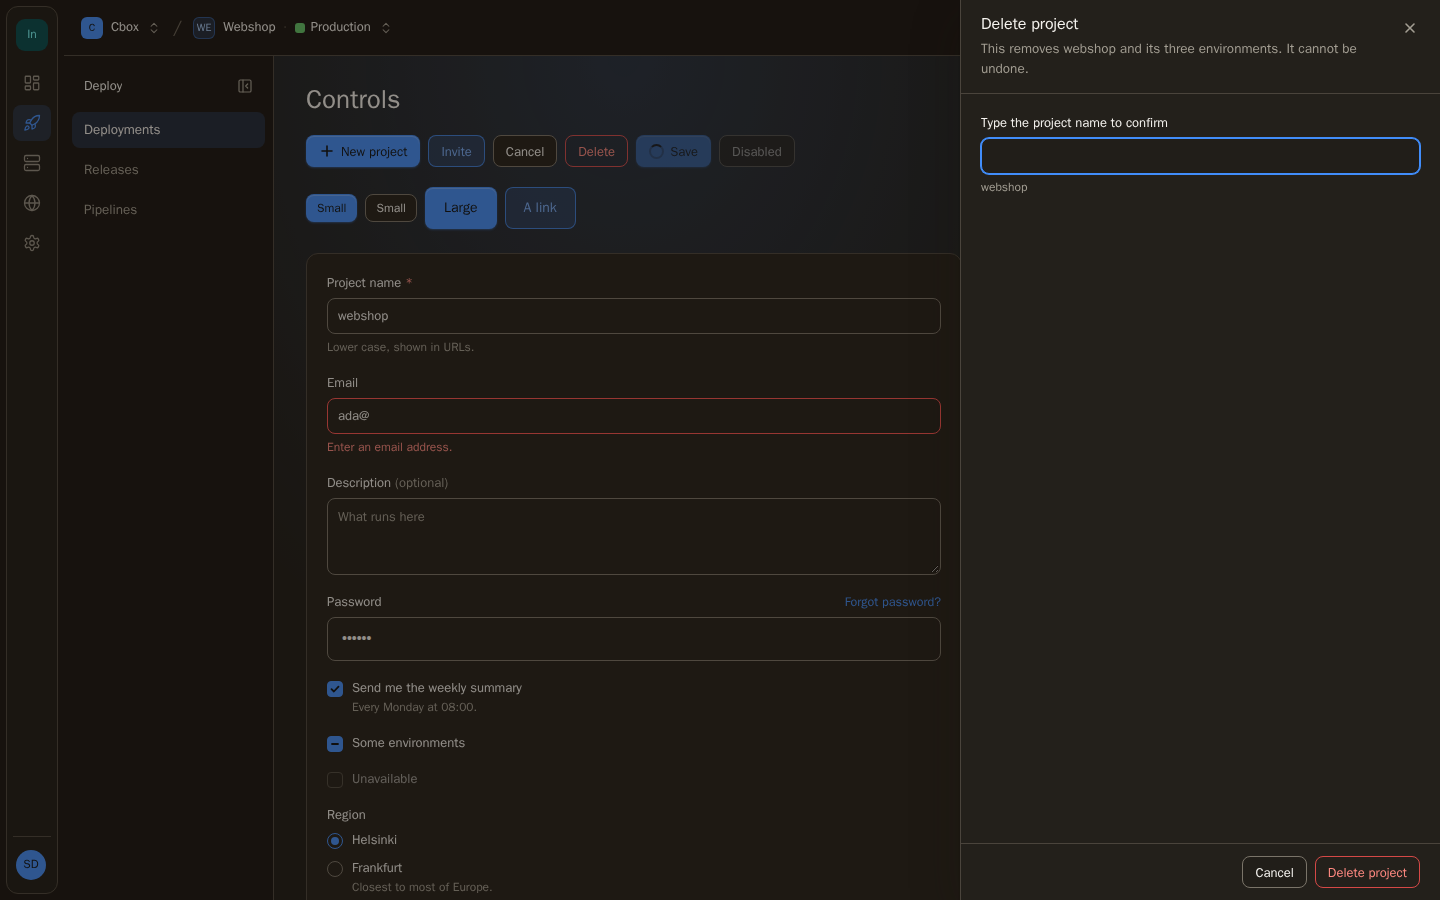 In
C Cbox / WE Webshop · Production
Deploy
Deployments
Releases
Pipelines
SD
Controls
New project Invite Cancel Delete Save Disabled
Small Small Large A link
Project name *
webshop
Lower case, shown in URLs.
Email
ada@
Enter an email address.
Description (optional)
What runs here
Password Forgot password?
••••••
Send me the weekly summary
Every Monday at 08:00.
Some environments
Unavailable
Region
Helsinki
Frankfurt
Closest to most of Europe.
Delete project
This removes webshop and its three environments. It cannot be
undone.
Type the project name to confirm
webshop
Cancel Delete project